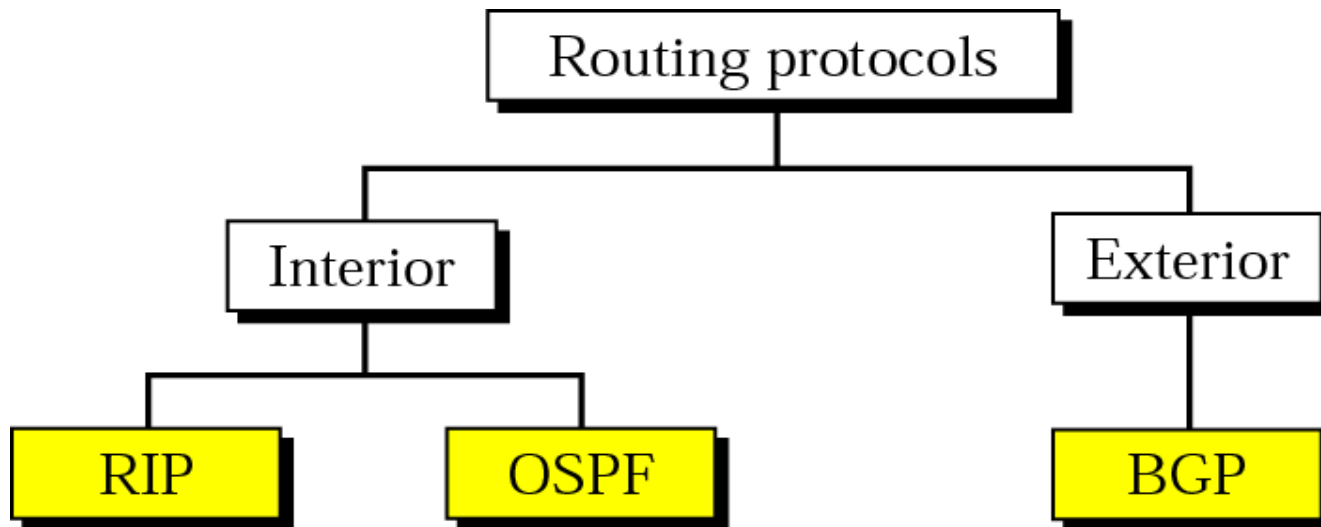 Routing protocols
Interior
Exterior
RIP
OSPF
BGP